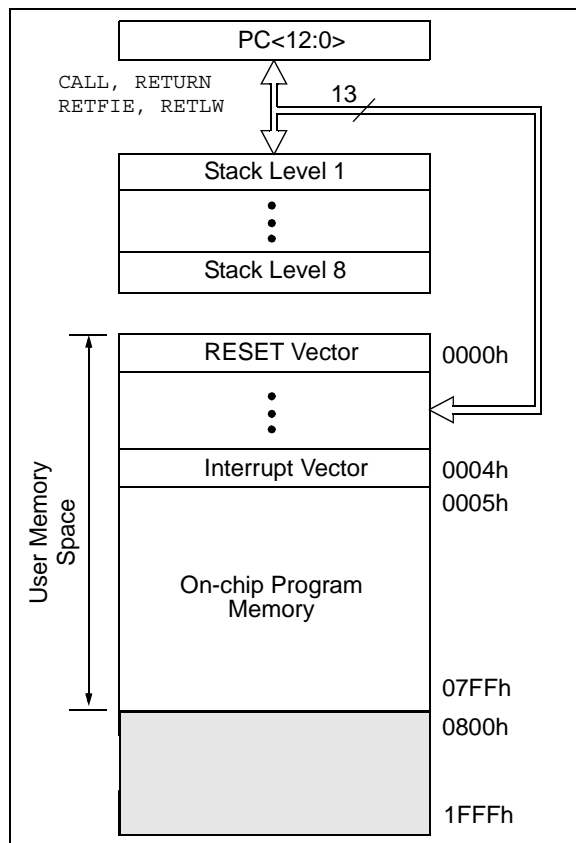 PC<12:0>
CALL, RETURN
RETFIE, RETLW
13
Stack Level 1
Stack Level 8
RESET Vector
0000h
Interrupt Vector
0004h
0005h
User Memory
Space
On-chip Program
Memory
07FFh
0800h
1FFFh